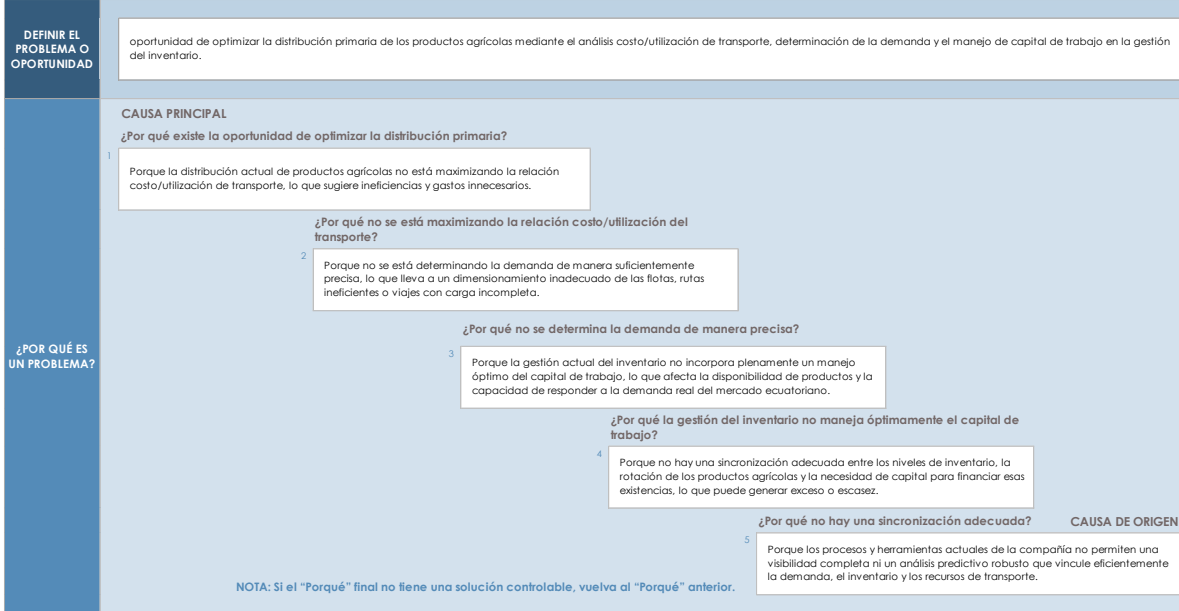 DEFINIR EL
PROBLEMA O
OPORTUNIDAD
oportunidad de optimizar la distribución primaria de los productos agrícolas mediante el análisis costo/utilización de transporte, determinación de la demanda y el manejo de capital de trabajo en la gestión
del inventario.
CAUSA PRINCIPAL
¿Por qué existe la oportunidad de optimizar la distribución primaria?
1
Porque la distribución actual de productos agrícolas no está maximizando la relación
costo/utilización de transporte, lo que sugiere ineficiencias y gastos innecesarios.
¿Por qué no se está maximizando la relación costo/utilización del
transporte?
2
Porque no se está determinando la demanda de manera suficientemente
precisa, lo que lleva a un dimensionamiento inadecuado de las flotas, rutas
ineficientes o viajes con carga incompleta.
¿Por qué no se determina la demanda de manera precisa?
¿POR QUÉ ES
UN PROBLEMA?
3
Porque la gestión actual del inventario no incorpora plenamente un manejo
óptimo del capital de trabajo, lo que afecta la disponibilidad de productos y la
capacidad de responder a la demanda real del mercado ecuatoriano.
¿Por qué la gestión del inventario no maneja óptimamente el capital de
trabajo?
4
Porque no hay una sincronización adecuada entre los niveles de inventario, la
rotación de los productos agrícolas y la necesidad de capital para financiar esas
existencias, lo que puede generar exceso o escasez.
¿Por qué no hay una sincronización adecuada? CAUSA DE ORIGEN
5
Porque los procesos y herramientas actuales de la compañía no permiten una
visibilidad completa ni un análisis predictivo robusto que vincule eficientemente
la demanda, el inventario y los recursos de transporte.
NOTA: Si el “Porqué” final no tiene una solución controlable, vuelva al “Porqué” anterior.